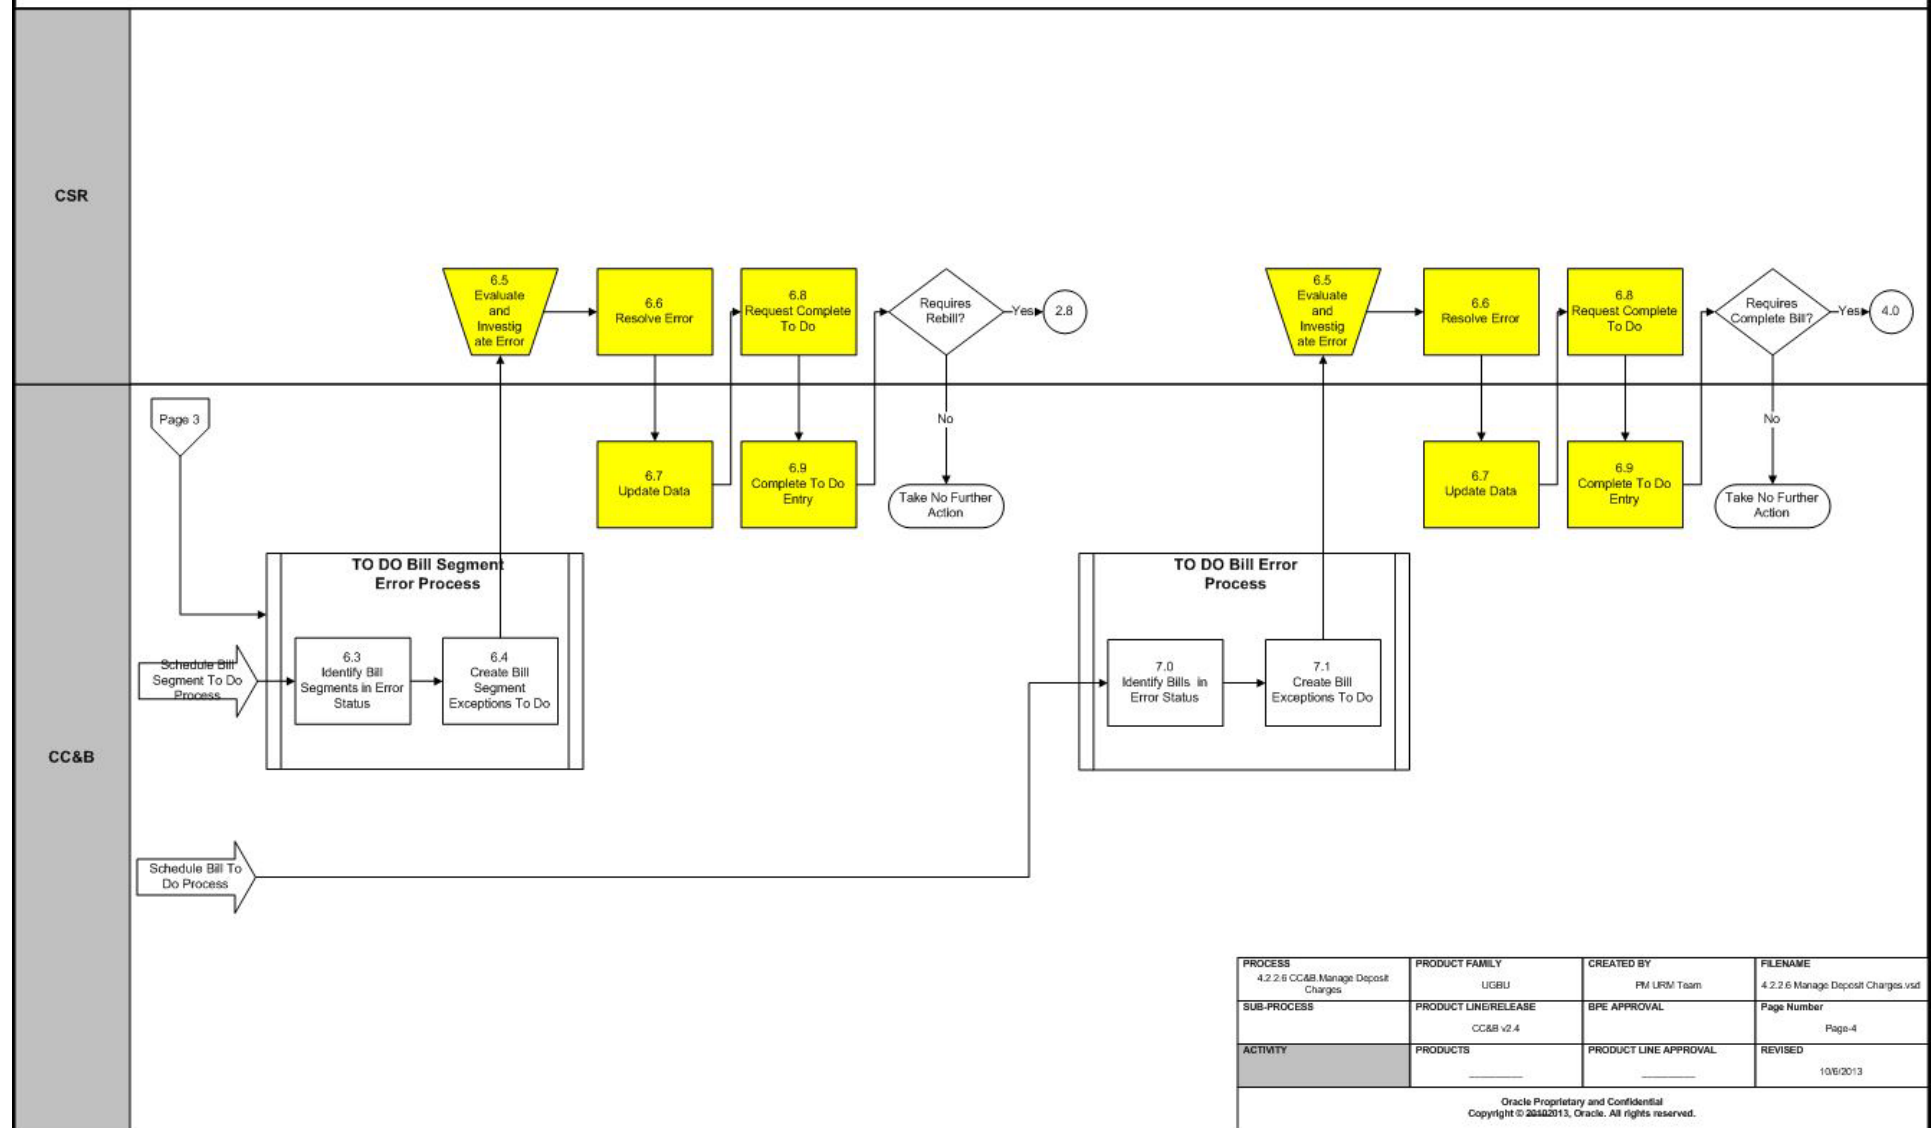 CSR
6.5
Evaluate
and
Investig
ate Error
6.6
Resolve Error
6.8
Request Complete
To Do
Requires
Rebill?
Yes
2.8
6.5
Evaluate
and
Investig
ate Error
6.6
Resolve Error
6.8
Request Complete
To Do
Requires
Complete Bill?
Yes
4.0
CC&B
Page 3
6.7
Update Data
6.9
Complete To Do
Entry
No
Take No Further
Action
6.7
Update Data
6.9
Complete To Do
Entry
No
Take No Further
Action
TO DO Bill Segment
Error Process
Schedule Bill
Segment To Do
Process
6.3
Identify Bill
Segments in Error
Status
6.4
Create Bill
Segment
Exceptions To Do
TO DO Bill Error
Process
7.0
Identify Bills in
Error Status
7.1
Create Bill
Exceptions To Do
Schedule Bill To
Do Process
PROCESS
4.2.2.6 CC&B.Manage Deposit
Charges
PRODUCT FAMILY
UGBU
CREATED BY
PM URM Team
FILENAME
4.2.2.6 Manage Deposit Charges.vsd
SUB-PROCESS
PRODUCT LINE/RELEASE
CC&B v2.4
BPE APPROVAL
Page Number
Page-4
ACTIVITY
PRODUCTS
PRODUCT LINE APPROVAL
REVISED
10/6/2013
Oracle Proprietary and Confidential
Copyright © 20102013, Oracle. All rights reserved.